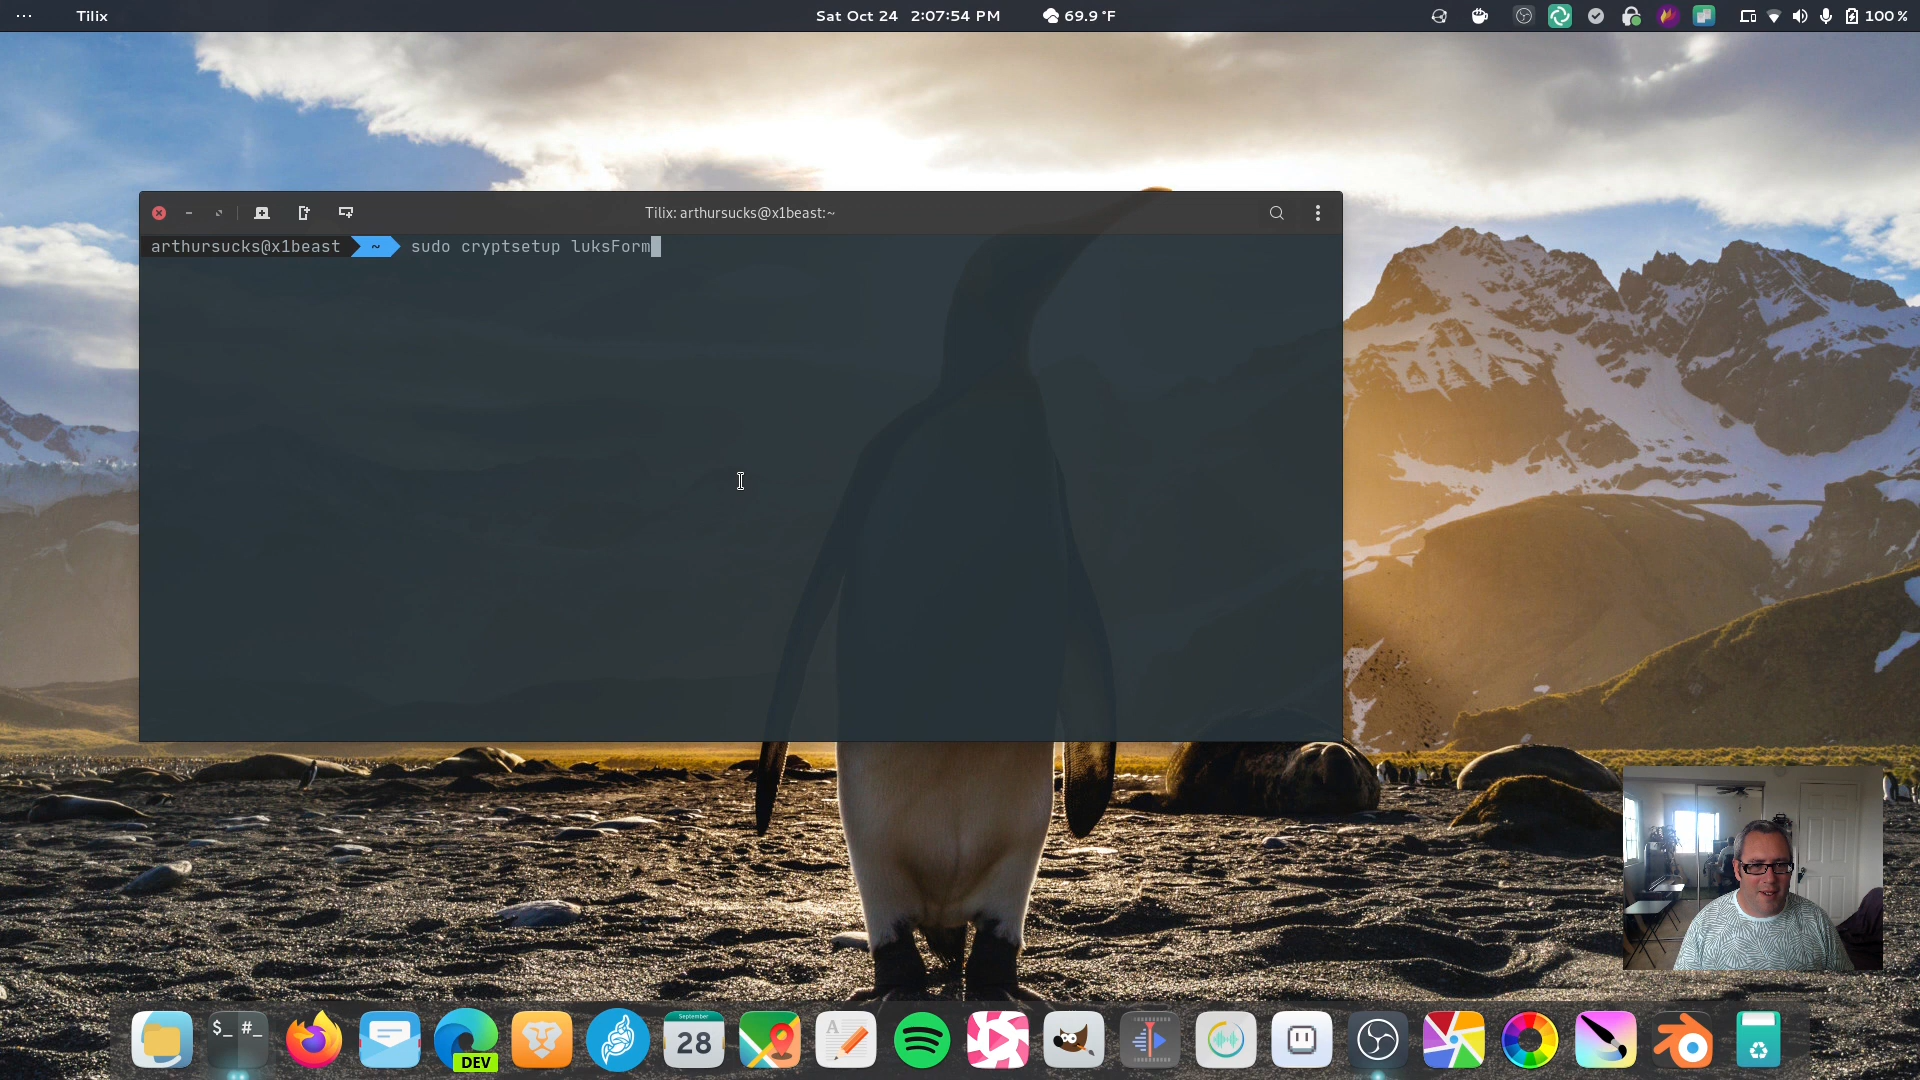 Tilix
Sat Oct 24 2:07:54 PM
69.9 °F
100 %
Tilix: arthursucks@x1beast:~
arthursucks@x1beast ~ sudo cryptsetup luksForm
$_ #_
DEV
September
28
A